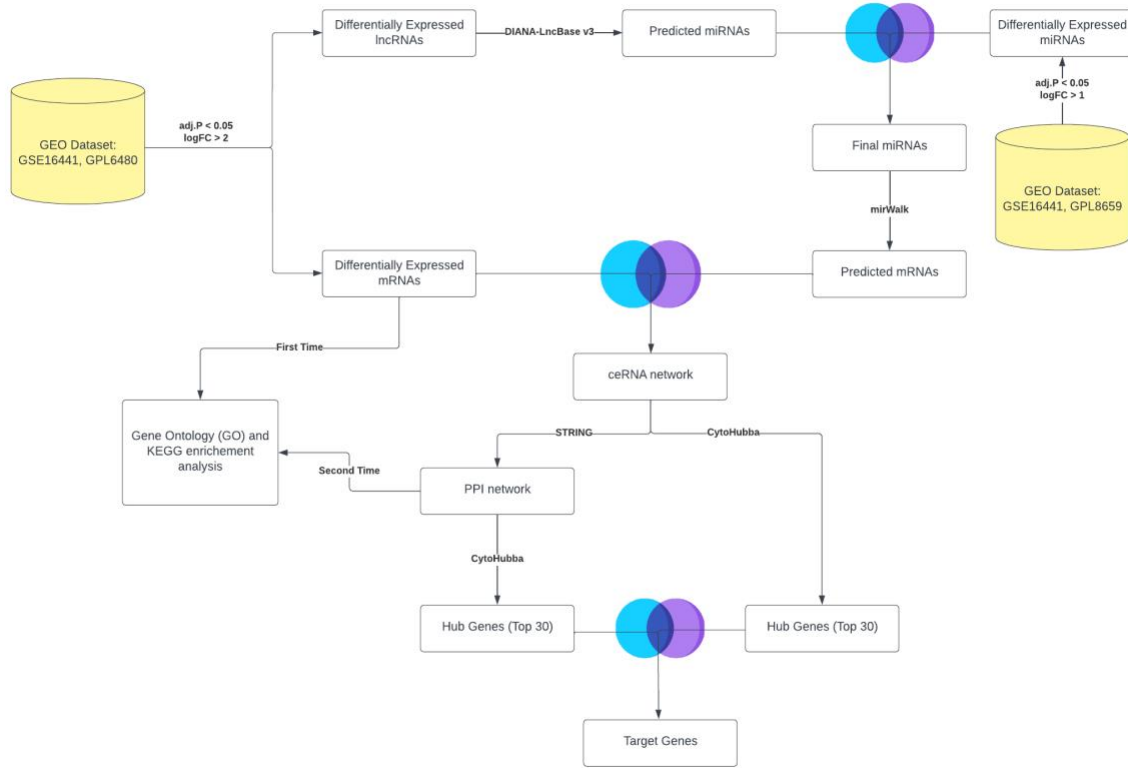 Differentially Expressed
lncRNAs
DIANA-LncBase v3
Predicted miRNAs
Differentially Expressed
miRNAs
adj.P < 0.05
logFC > 1
adj.P < 0.05
logFC > 2
GEO Dataset:
GSE16441, GPL6480
Final miRNAs
GEO Dataset:
GSE16441, GPL8659
mirWalk
Differentially Expressed
mRNAs
Predicted mRNAs
First Time
ceRNA network
Gene Ontology (GO) and
KEGG enrichement
analysis
STRING
CytoHubba
Second Time
PPI network
CytoHubba
Hub Genes (Top 30)
Hub Genes (Top 30)
Target Genes